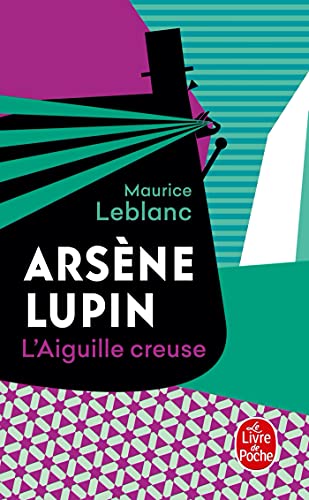 Maurice
Leblanc
ARSÈNE
LUPIN
L'Aiguille creuse
Le
Livre
de
Poche